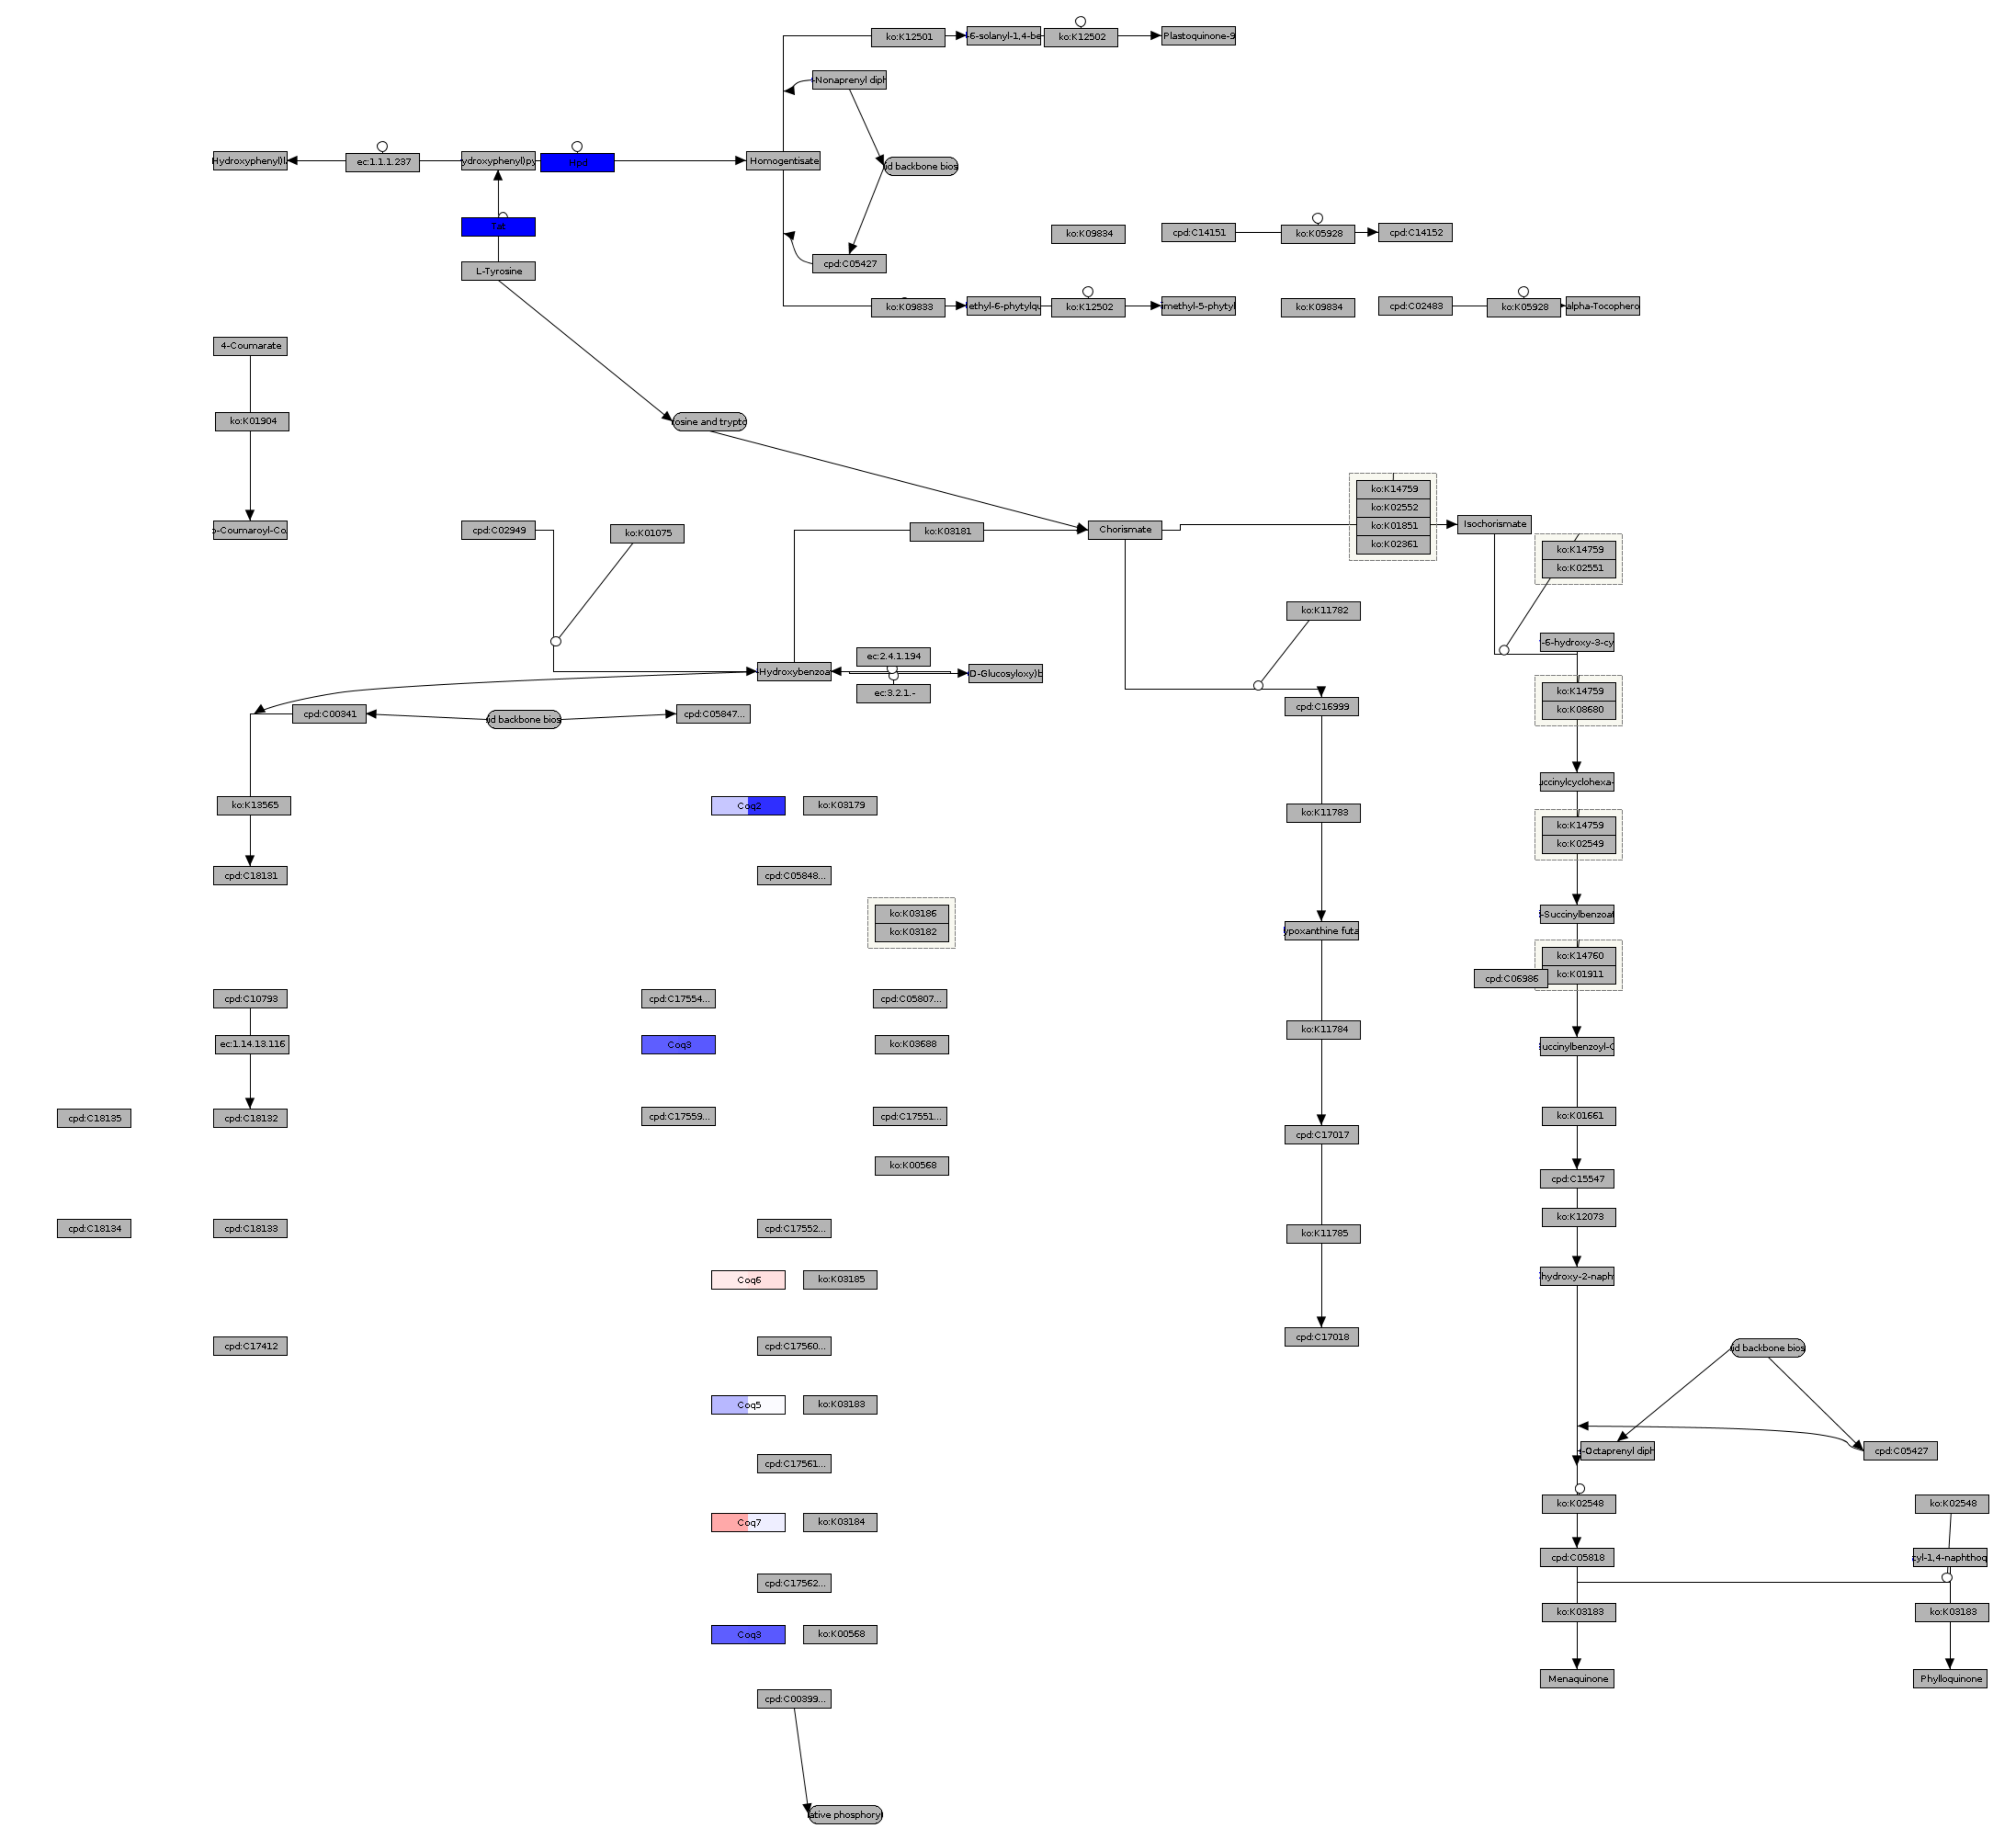 ko:K12501
-6-solanyl-1,4-be
ko:K12502
Plastoquinone-9
-Nonaprenyl diph
Hydroxyphenyl)l
ec:1.1.1.237
ydroxyphenyl)py
Hpd
Homogentisate
id backbone bios
Tat
ko:K09834
cpd:C14151
ko:K05928
cpd:C14152
L-Tyrosine
cpd:C05427
ko:K09833
ethyl-6-phytylqu
ko:K12502
imethyl-5-phytyl
ko:K09834
cpd:C02483
ko:K05928
alpha-Tocophero
4-Coumarate
ko:K01904
osine and trypto
ko:K14759
ko:K02552
ko:K01851
ko:K02361
p-Coumaroyl-Co
cpd:C02949
ko:K01075
ko:K03181
Chorismate
Isochorismate
ko:K14759
ko:K02551
ko:K11782
-6-hydroxy-3-cy
ec:2.4.1.194
Hydroxybenzoa
(D-Glucosyloxy)b
ec:3.2.1.-
ko:K14759
ko:K08680
cpd:C00341
id backbone bios
cpd:C05847...
cpd:C16999
uccinylcyclohexa-
ko:K13565
Coq2
ko:K03179
ko:K11783
ko:K14759
ko:K02549
cpd:C18131
cpd:C05848...
ko:K03186
ko:K03182
ypoxanthine futa
-Succinylbenzoat
ko:K14760
ko:K01911
cpd:C06986
cpd:C10793
cpd:C17554...
cpd:C05807...
ec:1.14.13.116
Coq3
ko:K03688
ko:K11784
uccinylbenzoyl-C
cpd:C18135
cpd:C18132
cpd:C17559...
cpd:C17551...
cpd:C17017
ko:K01661
ko:K00568
cpd:C15547
cpd:C18134
cpd:C18133
cpd:C17552...
ko:K11785
ko:K12073
Coq6
ko:K03185
hydroxy-2-naph
cpd:C17412
cpd:C17560...
cpd:C17018
id backbone bios
Coq5
ko:K03183
cpd:C17561...
-Octaprenyl diph
cpd:C05427
Coq7
ko:K03184
ko:K02548
ko:K02548
cpd:C17562...
cpd:C05818
cyl-1,4-naphthoq
Coq3
ko:K00568
ko:K03183
ko:K03183
cpd:C00399...
Menaquinone
Phylloquinone
ative phosphoryl